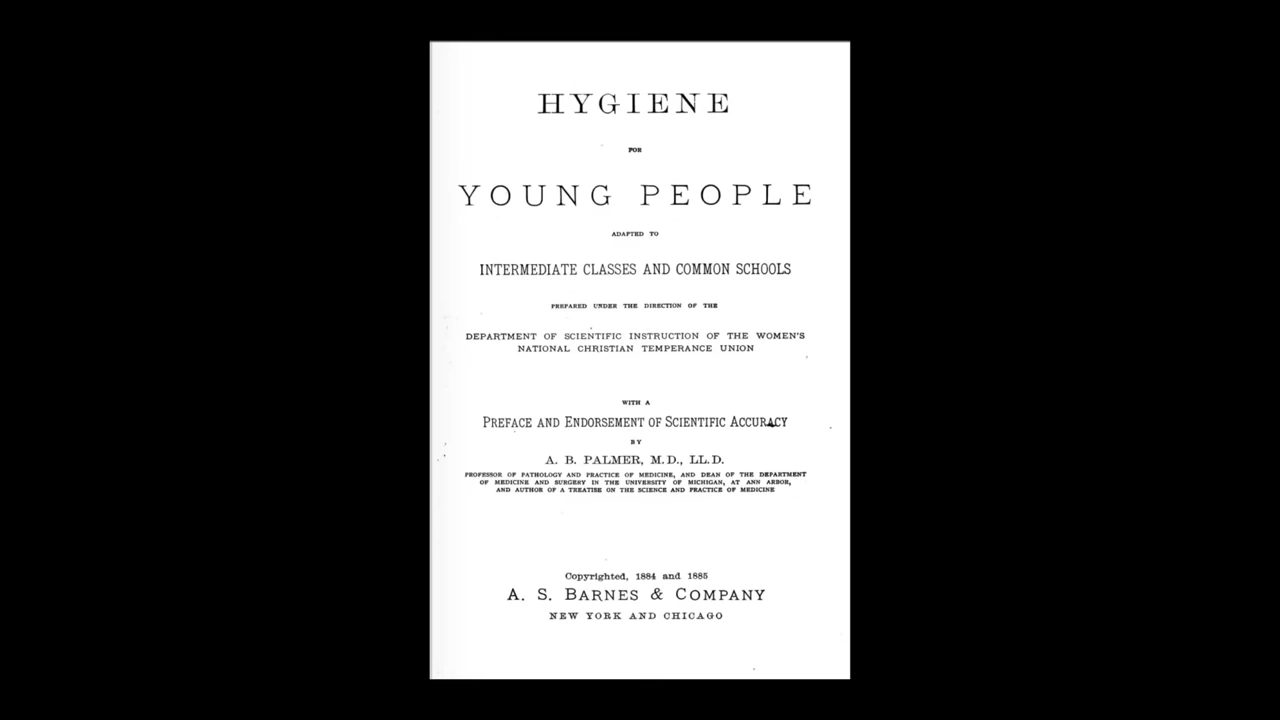 HYGIENE
FOR
YOUNG PEOPLE
ADAPTED TO
INTERMEDIATE CLASSES AND COMMON SCHOOLS
PREPARED UNDER THE DIRECTION OF THE
DEPARTMENT OF SCIENTIFIC INSTRUCTION OF THE WOMEN'S
NATIONAL CHRISTIAN TEMPERANCE UNION
WITH A
PREFACE AND ENDORSEMENT OF SCIENTIFIC ACCURACY
BY
A. B. PALMER, M.D., LL.D.
PROFESSOR OF PATHOLOGY AND PRACTICE OF MEDICINE, AND DEAN OF THE DEPARTMENT
OF MEDICINE AND SURGERY IN THE UNIVERSITY OF MICHIGAN, AT ANN ARBOR,
AND AUTHOR OF A TREATISE ON THE SCIENCE AND PRACTICE OF MEDICINE
Copyrighted, 1884 and 1885
A. S. BARNES & COMPANY
NEW YORK AND CHICAGO